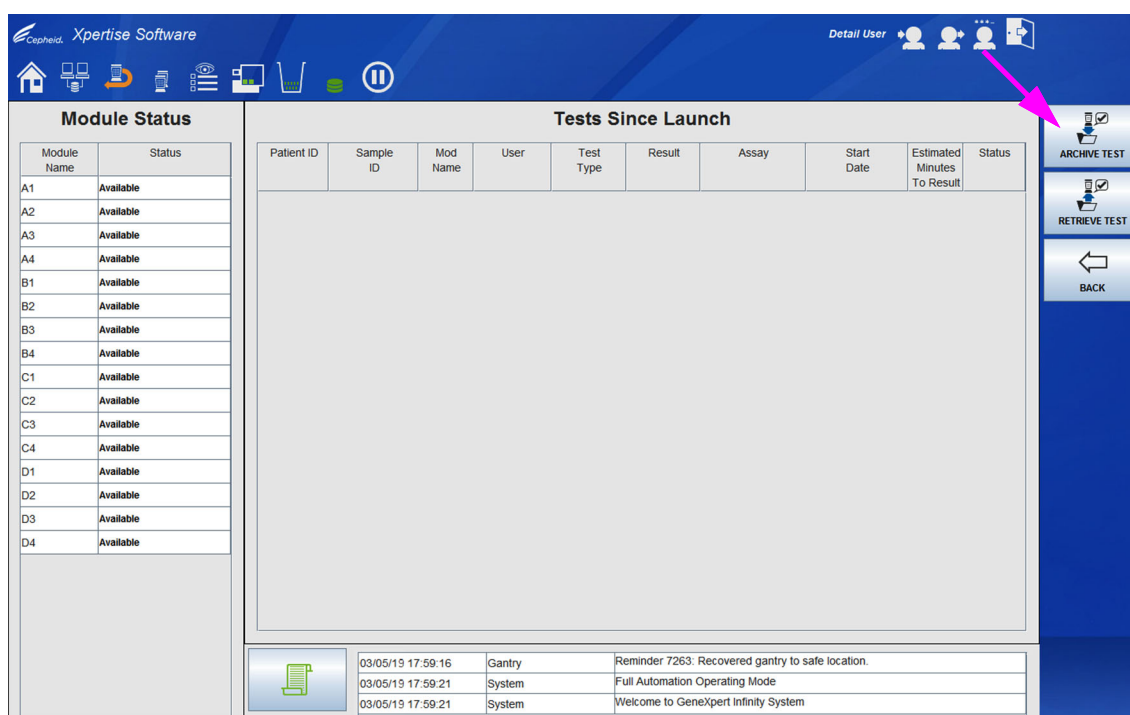 Cepheid. Xpertise Software
Detail User
Module Status
Module Name
Status
A1 Available
A2 Available
A3 Available
A4 Available
B1 Available
B2 Available
B3 Available
B4 Available
C1 Available
C2 Available
C3 Available
C4 Available
D1 Available
D2 Available
D3 Available
D4 Available
Tests Since Launch
Patient ID
Sample ID
Mod Name
User
Test Type
Result
Assay
Start Date
Estimated Minutes To Result
Status
03/05/19 17:59:16 Gantry Reminder 7263: Recovered gantry to safe location.
03/05/19 17:59:21 System Full Automation Operating Mode
03/05/19 17:59:21 System Welcome to GeneXpert Infinity System
ARCHIVE TEST
RETRIEVE TEST
BACK